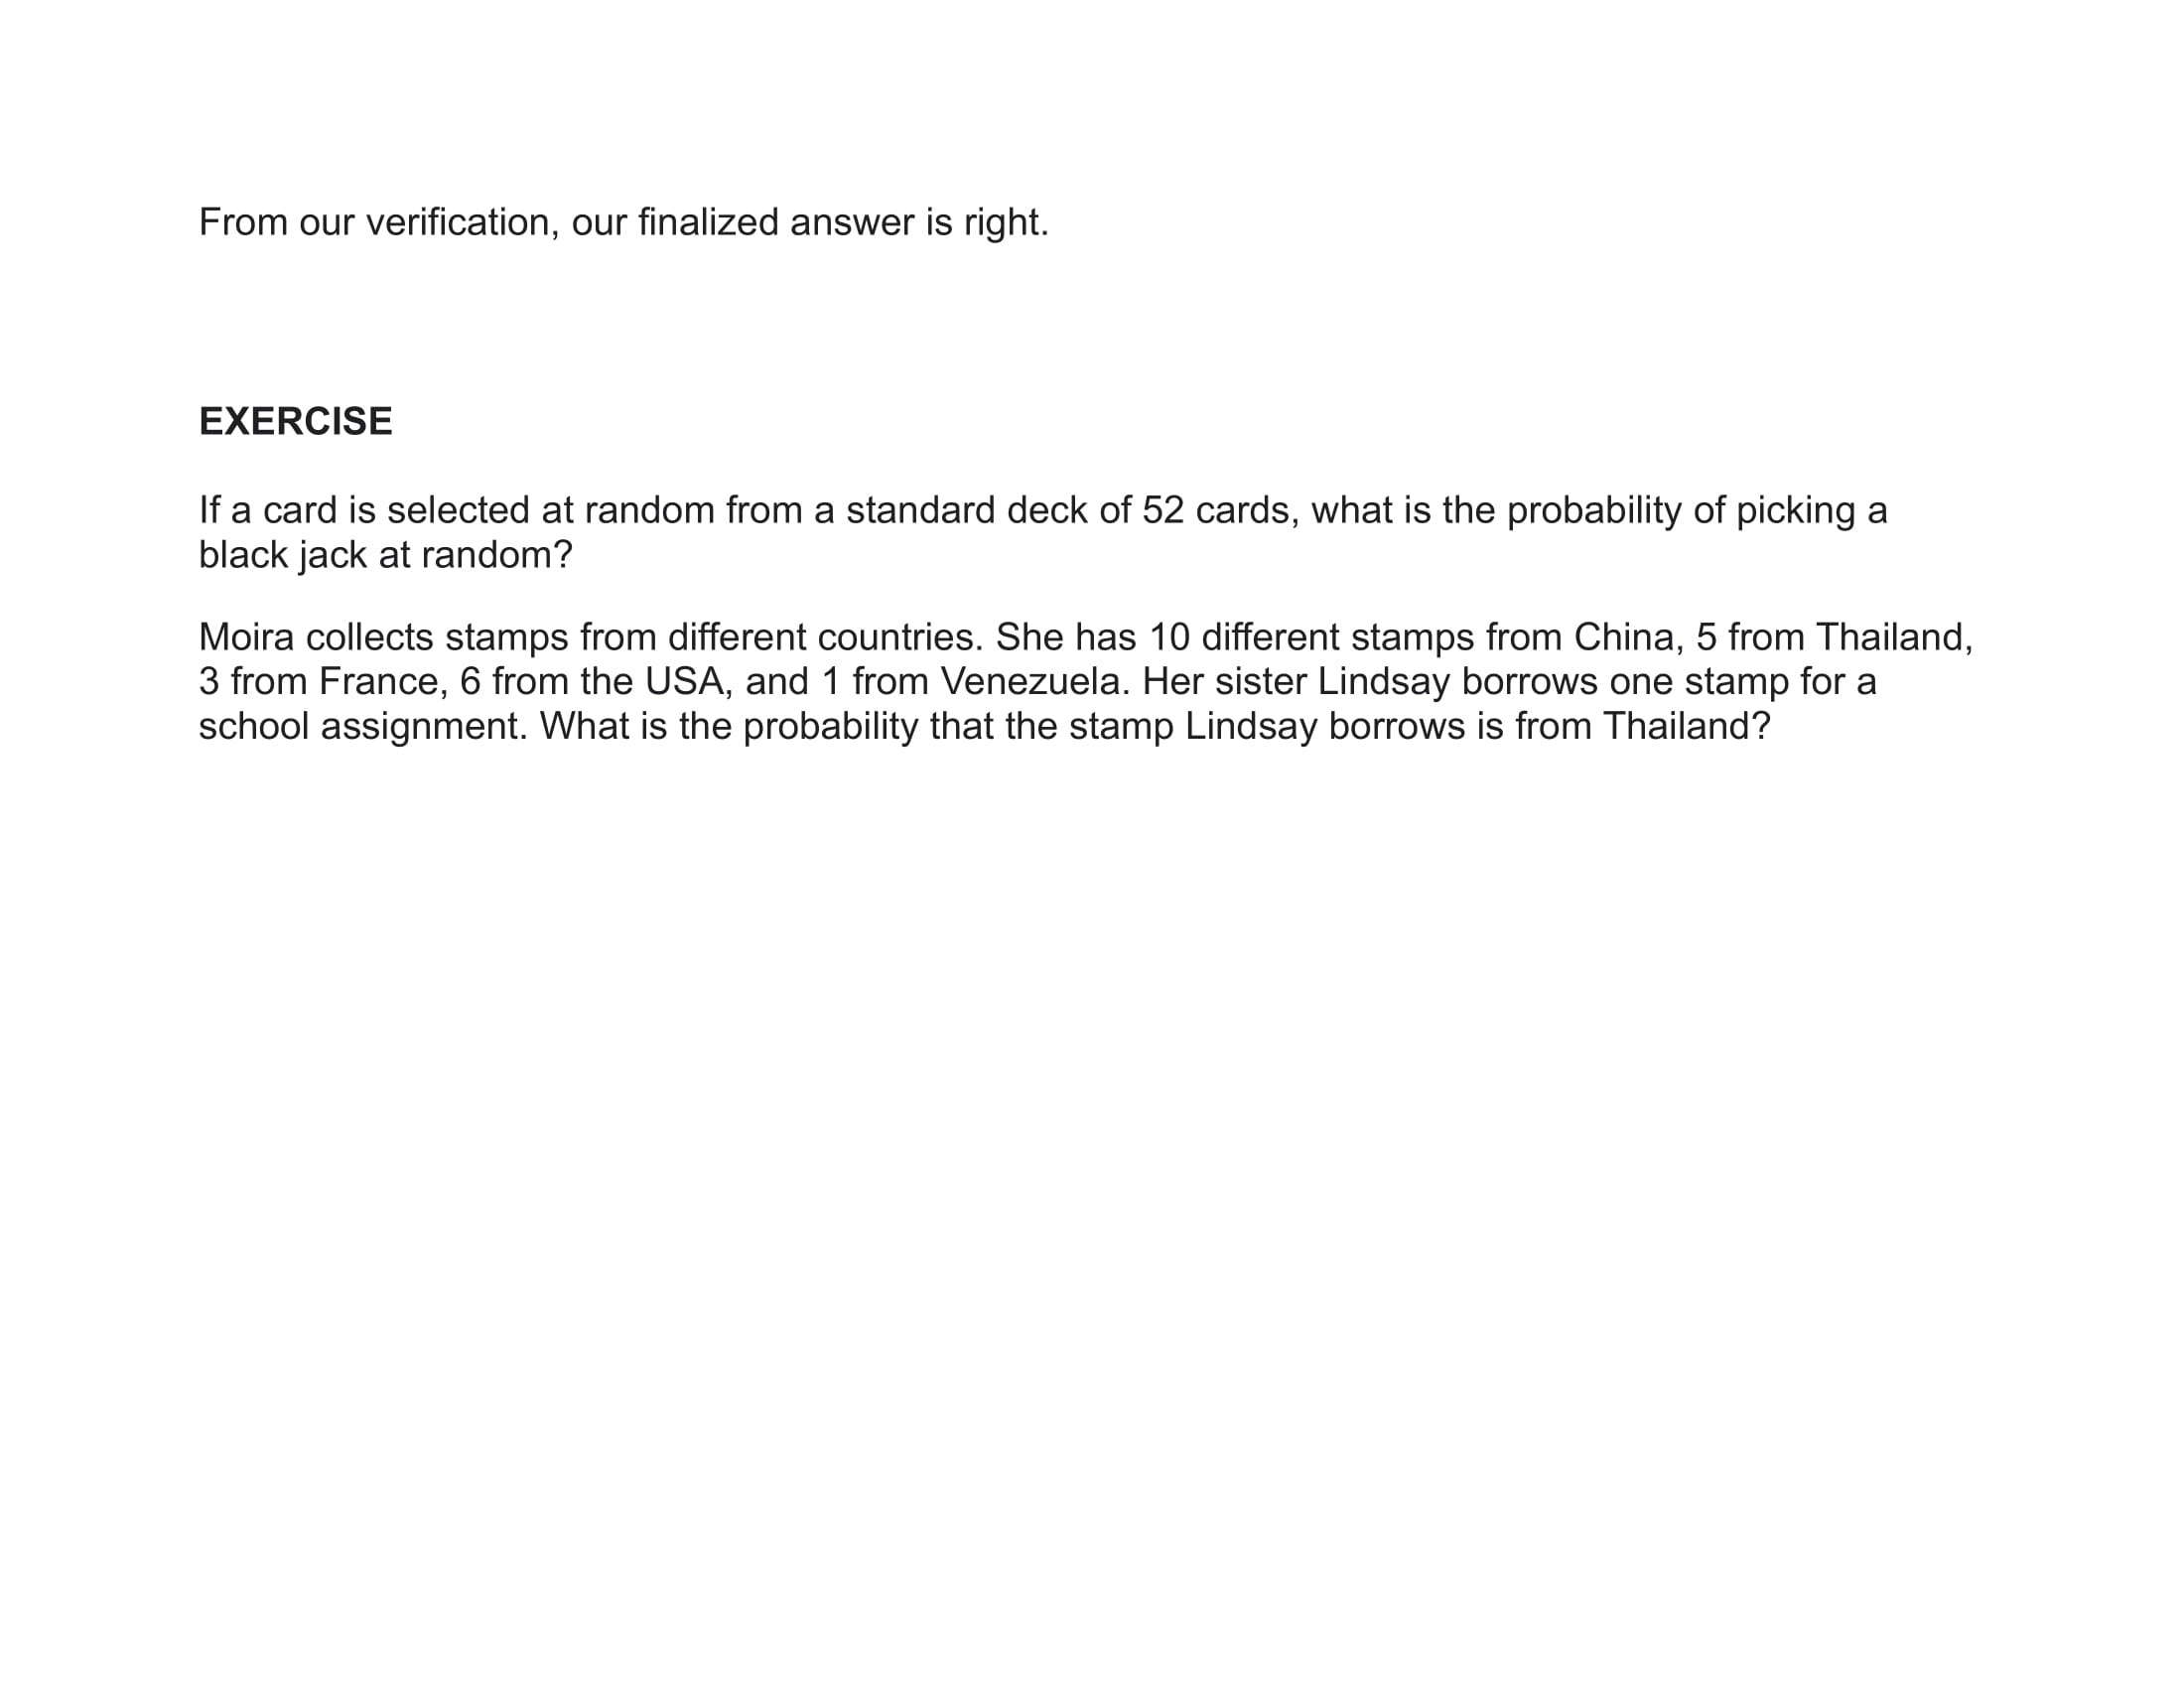 From our verification, our finalized answer is right.
EXERCISE
If a card is selected at random from a standard deck of 52 cards, what is the probability of picking a
black jack at random?
Moira collects stamps from different countries. She has 10 different stamps from China, 5 from Thailand,
3 from France, 6 from the USA, and 1 from Venezuela. Her sister Lindsay borrows one stamp for a
school assignment. What is the probability that the stamp Lindsay borrows is from Thailand?